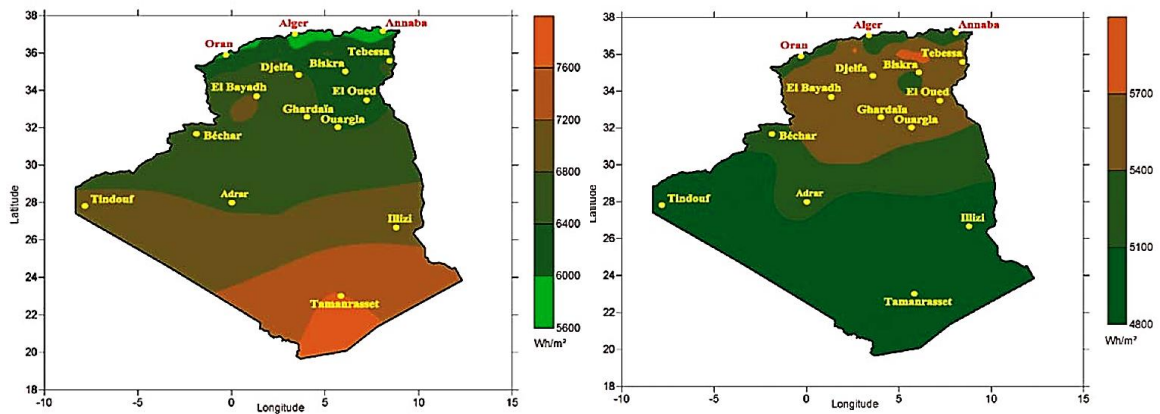 38
36
34
32
30
28
26
24
22
20
18
Latitude
-10
-5
0
5
10
15
Longitude
Alger
Annaba
Oran
Tebessa
Djelfa
Biskra
El Bayadh
El Oued
Ghardaïa
Ouargla
Béchar
Tindouf
Adrar
Illizi
Tamanrasset
7600
7200
6800
6400
6000
5600
Wh/m²
38
36
34
32
30
28
26
24
22
20
18
Latitude
-10
-5
0
5
10
15
Longitude
Alger
Annaba
Oran
Tebessa
Djelfa
Biskra
El Bayadh
El Oued
Ghardaïa
Ouargla
Béchar
Tindouf
Adrar
Illizi
Tamanrasset
5700
5400
5100
4800
Wh/m²